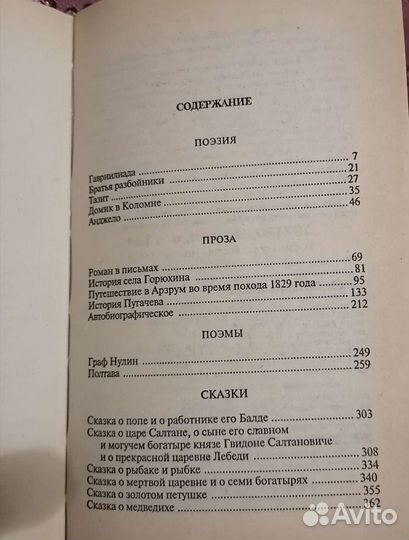 СОДЕРЖАНИЕ
ПОЭЗИЯ
Гавриилиада 7
Братья разбойники 21
Тазит 27
Домик в Коломне 35
Анджело 46
ПРОЗА
Роман в письмах 69
История села Горюхина 81
Путешествие в Арзрум во время похода 1829 года 95
История Пугачева 133
Автобиографическое 212
ПОЭМЫ
Граф Нулин 249
Полтава 259
СКАЗКИ
Сказка о попе и о работнике его Балде 303
Сказка о царе Салтане, о сыне его славном
и могучем богатыре князе Гвидоне Салтановиче
и о прекрасной царевне Лебеди 308
Сказка о рыбаке и рыбке 334
Сказка о мертвой царевне и о семи богатырях 340
Сказка о золотом петушке 355
Сказка о медведихе 362
Avito